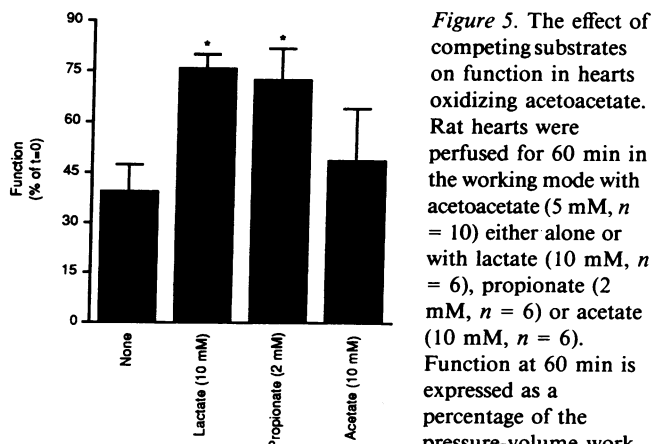 90
75
60
45
30
15
0
Function
(% of t=0)
*
*
None
Lactate (10 mM)
Propionate (2 mM)
Acetate (10 mM)
Figure 5. The effect of
competing substrates
on function in hearts
oxidizing acetoacetate.
Rat hearts were
perfused for 60 min in
the working mode with
acetoacetate (5 mM, n
= 10) either alone or
with lactate (10 mM, n
= 6), propionate (2
mM, n = 6) or acetate
(10 mM, n = 6).
Function at 60 min is
expressed as a
percentage of the
pressure-volume work